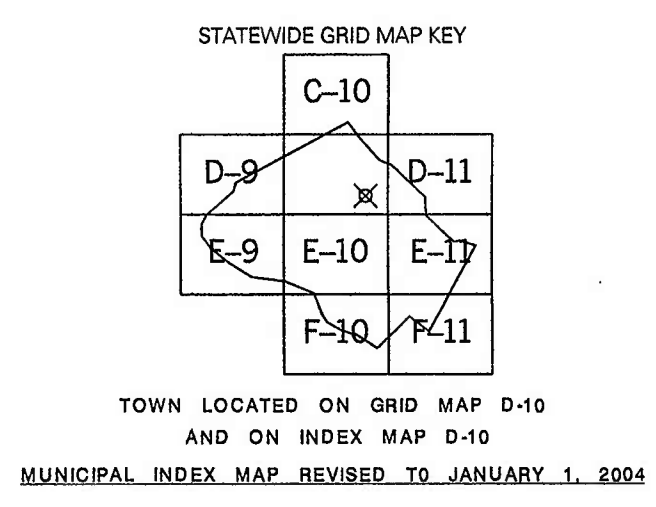 STATEWIDE GRID MAP KEY
C-10
D-9 D-11
E-9 E-10 E-11
F-10 F-11
TOWN LOCATED ON GRID MAP D-10
AND ON INDEX MAP D-10
MUNICIPAL INDEX MAP REVISED TO JANUARY 1, 2004